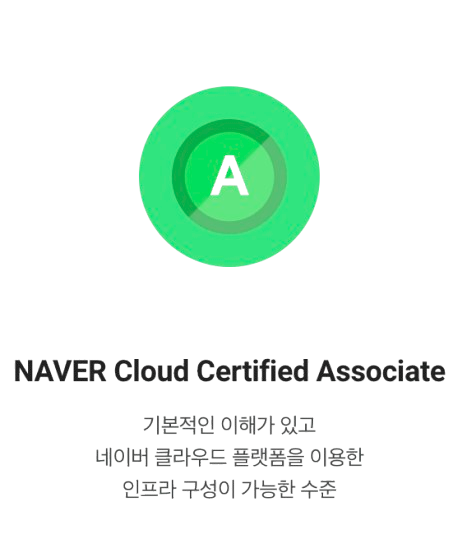 A
NAVER Cloud Certified Associate
기본적인 이해가 있고
네이버 클라우드 플랫폼을 이용한
인프라 구성이 가능한 수준